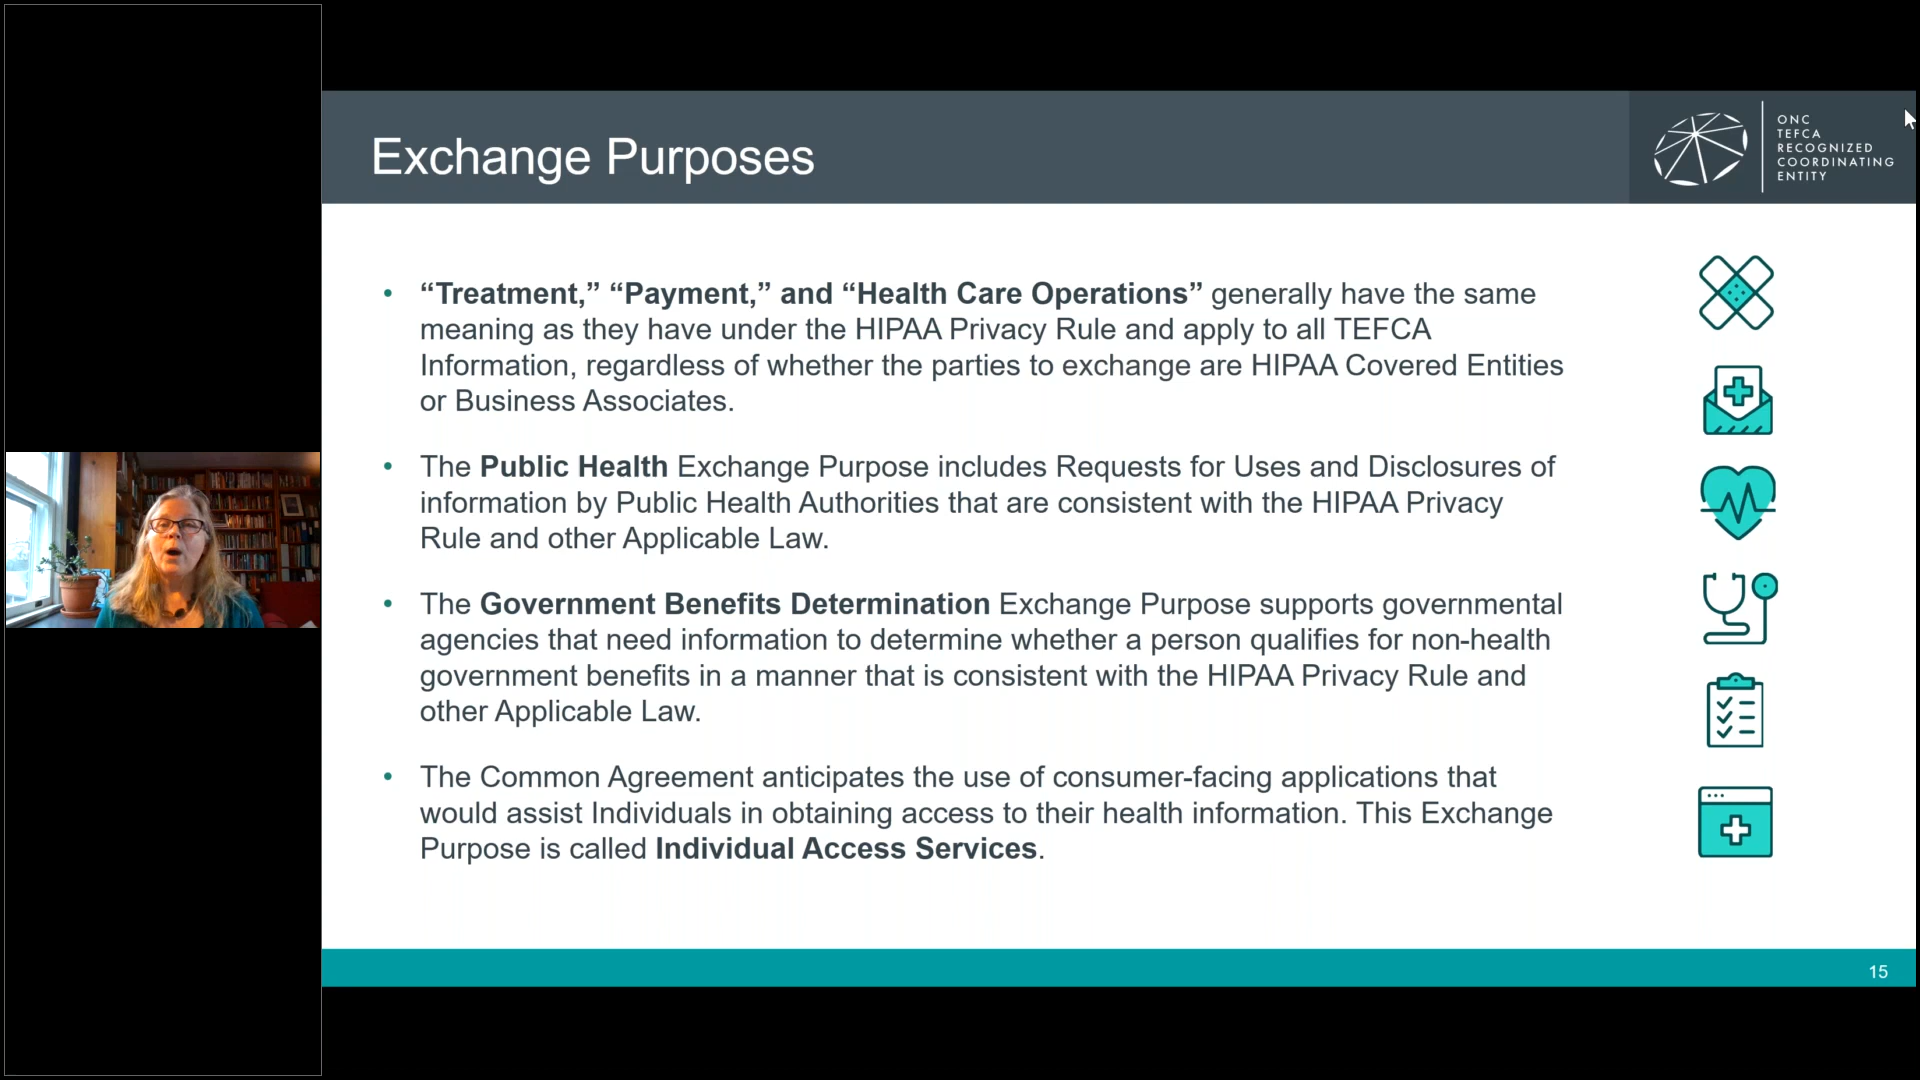 Exchange Purposes
ONC
TEFCA
RECOGNIZED
COORDINATING
ENTITY
• “Treatment,” “Payment,” and “Health Care Operations” generally have the same
meaning as they have under the HIPAA Privacy Rule and apply to all TEFCA
Information, regardless of whether the parties to exchange are HIPAA Covered Entities
or Business Associates.
• The Public Health Exchange Purpose includes Requests for Uses and Disclosures of
information by Public Health Authorities that are consistent with the HIPAA Privacy
Rule and other Applicable Law.
• The Government Benefits Determination Exchange Purpose supports governmental
agencies that need information to determine whether a person qualifies for non-health
government benefits in a manner that is consistent with the HIPAA Privacy Rule and
other Applicable Law.
• The Common Agreement anticipates the use of consumer-facing applications that
would assist Individuals in obtaining access to their health information. This Exchange
Purpose is called Individual Access Services.
15